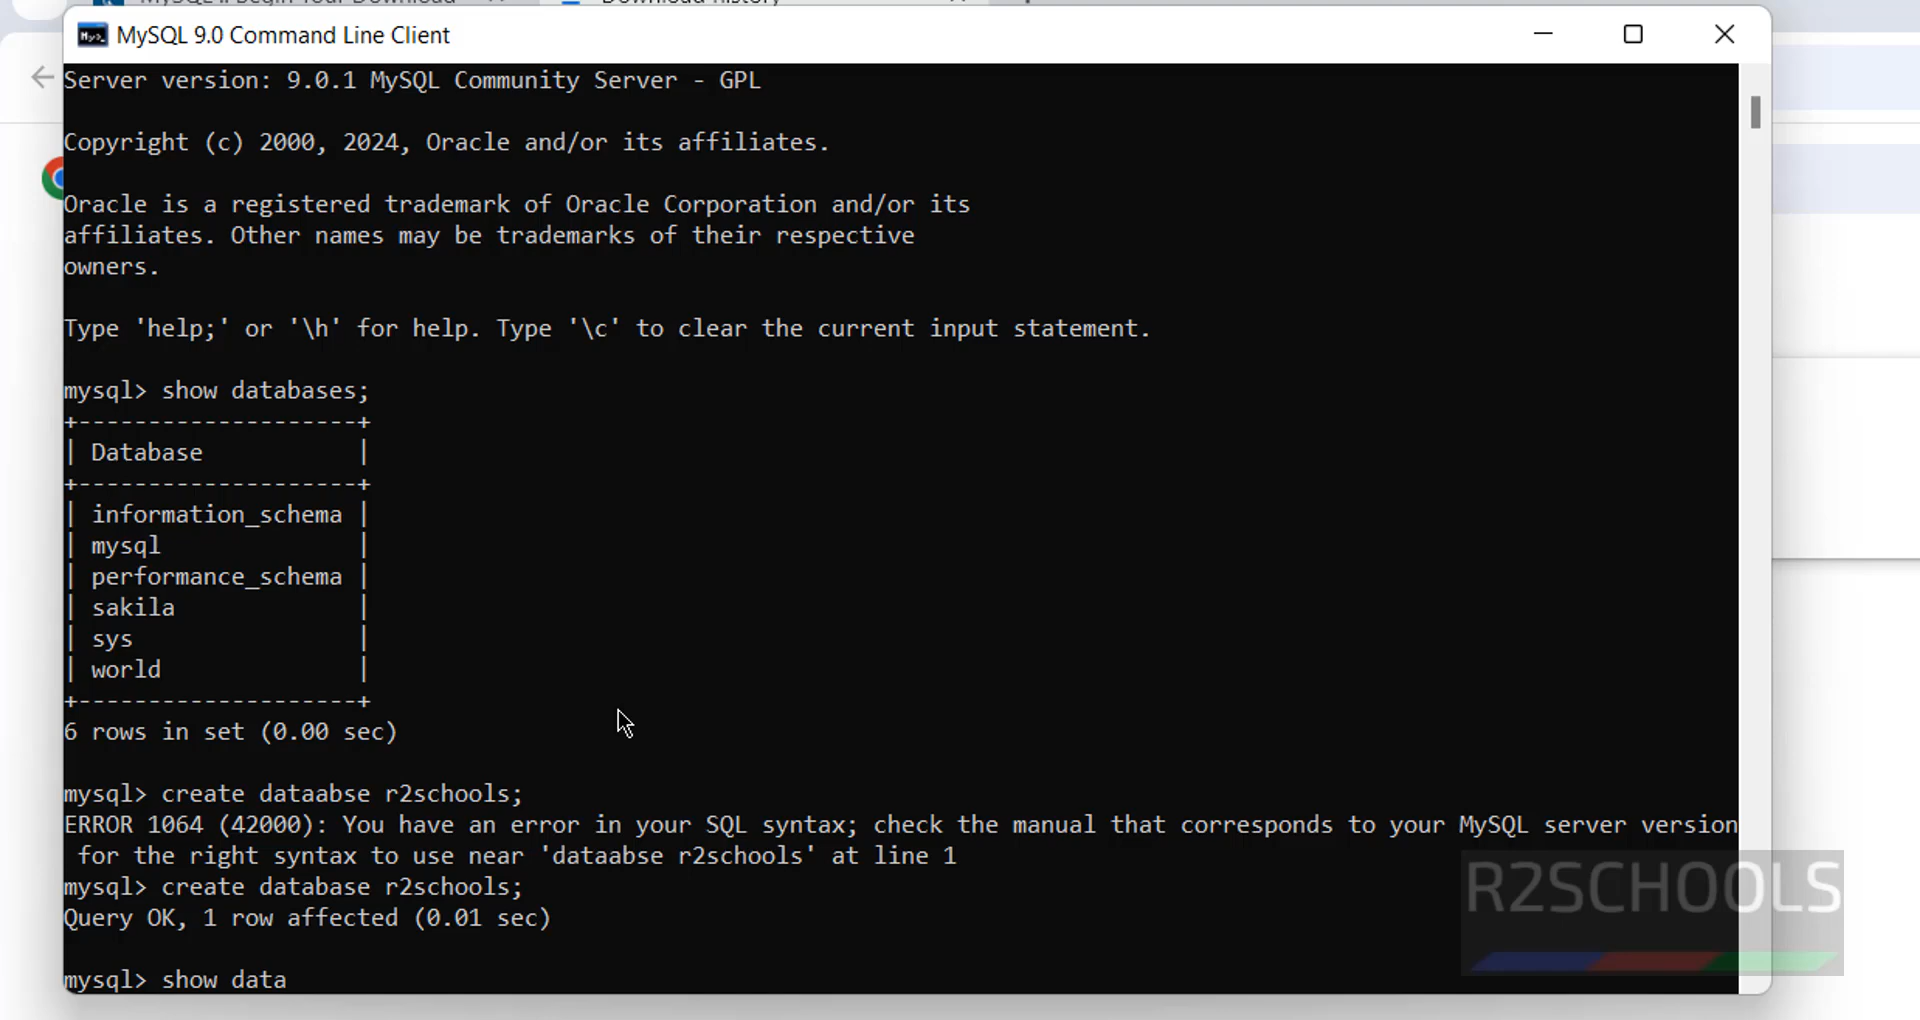 MySQL 9.0 Command Line Client
Server version: 9.0.1 MySQL Community Server - GPL
Copyright (c) 2000, 2024, Oracle and/or its affiliates.
Oracle is a registered trademark of Oracle Corporation and/or its
affiliates. Other names may be trademarks of their respective
owners.
Type 'help;' or '\h' for help. Type '\c' to clear the current input statement.
mysql> show databases;
+--------------------+
| Database           |
+--------------------+
| information_schema |
| mysql              |
| performance_schema |
| sakila             |
| sys                |
| world              |
+--------------------+
6 rows in set (0.00 sec)
mysql> create dataabse r2schools;
ERROR 1064 (42000): You have an error in your SQL syntax; check the manual that corresponds to your MySQL server version
for the right syntax to use near 'dataabse r2schools' at line 1
mysql> create database r2schools;
Query OK, 1 row affected (0.01 sec)
mysql> show data
R2SCHOOLS